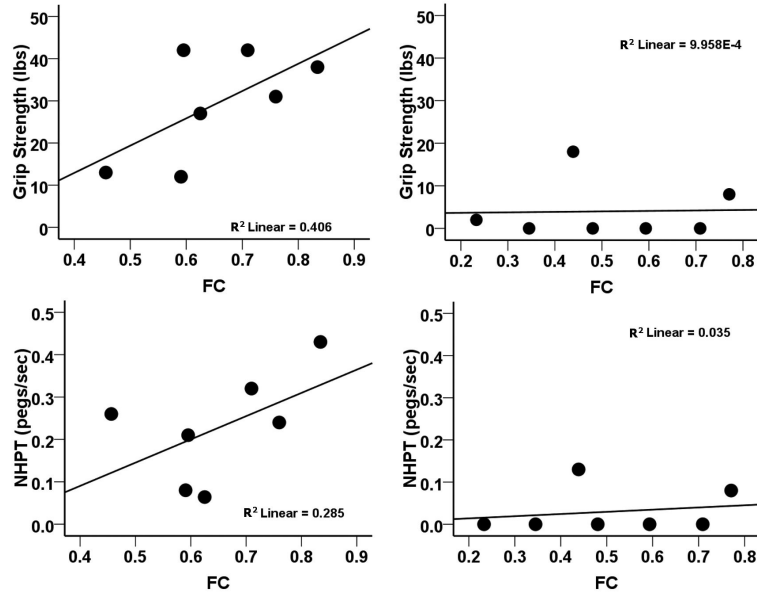 50
40
30
20
10
0
Grip Strength (lbs)
R² Linear = 0.406
0.4 0.5 0.6 0.7 0.8 0.9
FC
50
40
30
20
10
0
Grip Strength (lbs)
R² Linear = 9.958E-4
0.2 0.3 0.4 0.5 0.6 0.7 0.8
FC
0.5
0.4
0.3
0.2
0.1
0.0
NHPT (pegs/sec)
R² Linear = 0.285
0.4 0.5 0.6 0.7 0.8 0.9
FC
0.5
0.4
0.3
0.2
0.1
0.0
NHPT (pegs/sec)
R² Linear = 0.035
0.2 0.3 0.4 0.5 0.6 0.7 0.8
FC